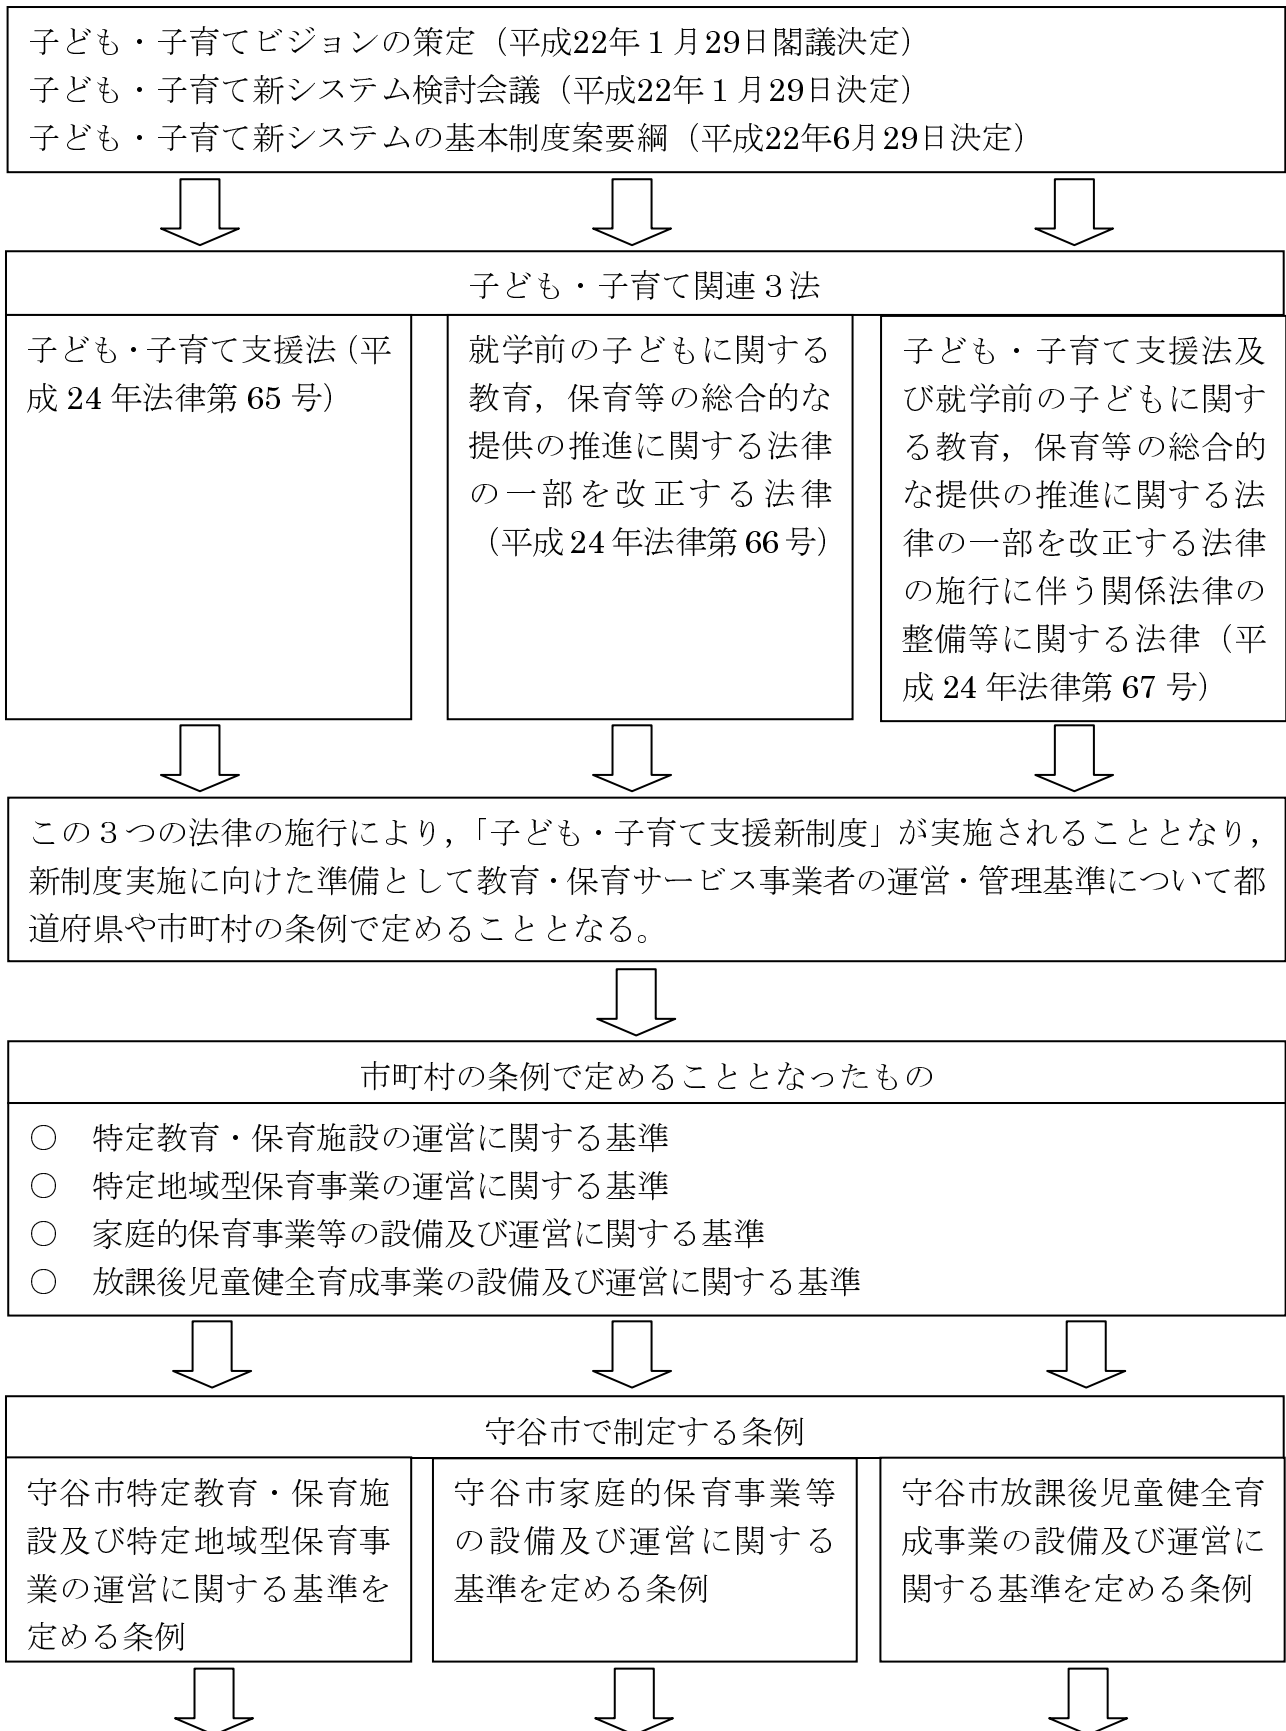 子ども・子育てビジョンの策定（平成22年１月29日閣議決定）
子ども・子育て新システム検討会議（平成22年１月29日決定）
子ども・子育て新システムの基本制度案要綱（平成22年6月29日決定）
子ども・子育て関連３法
子ども・子育て支援法（平
成 24 年法律第 65 号）
就学前の子どもに関する
教育，保育等の総合的な
提供の推進に関する法律
の一部を改正する法律
（平成 24 年法律第 66 号）
子ども・子育て支援法及
び就学前の子どもに関す
る教育，保育等の総合的
な提供の推進に関する法
律の一部を改正する法律
の施行に伴う関係法律の
整備等に関する法律（平
成 24 年法律第 67 号）
この３つの法律の施行により，「子ども・子育て支援新制度」が実施されることとなり，
新制度実施に向けた準備として教育・保育サービス事業者の運営・管理基準について都
道府県や市町村の条例で定めることとなる。
市町村の条例で定めることとなったもの
○　特定教育・保育施設の運営に関する基準
○　特定地域型保育事業の運営に関する基準
○　家庭的保育事業等の設備及び運営に関する基準
○　放課後児童健全育成事業の設備及び運営に関する基準
守谷市で制定する条例
守谷市特定教育・保育施
設及び特定地域型保育事
業の運営に関する基準を
定める条例
守谷市家庭的保育事業等
の設備及び運営に関する
基準を定める条例
守谷市放課後児童健全育
成事業の設備及び運営に
関する基準を定める条例